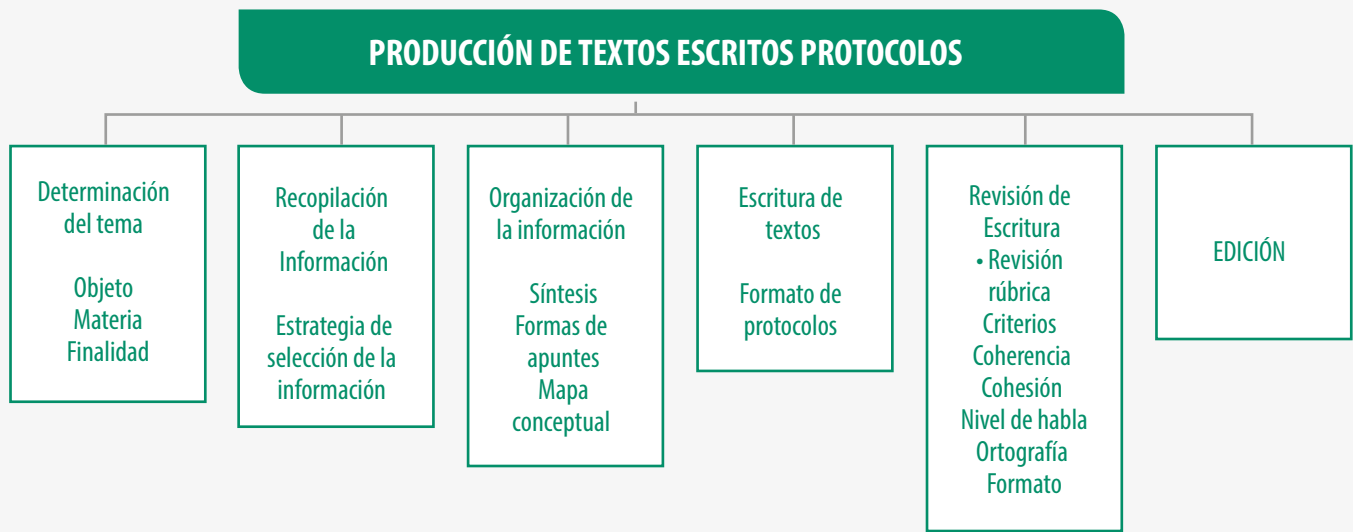 PRODUCCIÓN DE TEXTOS ESCRITOS PROTOCOLOS
Determinación
del tema
Objeto
Materia
Finalidad
Recopilación
de la
Información
Estrategia de
selección de la
información
Organización de
la información
Síntesis
Formas de
apuntes
Mapa
conceptual
Escritura de
textos
Formato de
protocolos
Revisión de
Escritura
• Revisión
rúbrica
Criterios
Coherencia
Cohesión
Nivel de habla
Ortografía
Formato
EDICIÓN